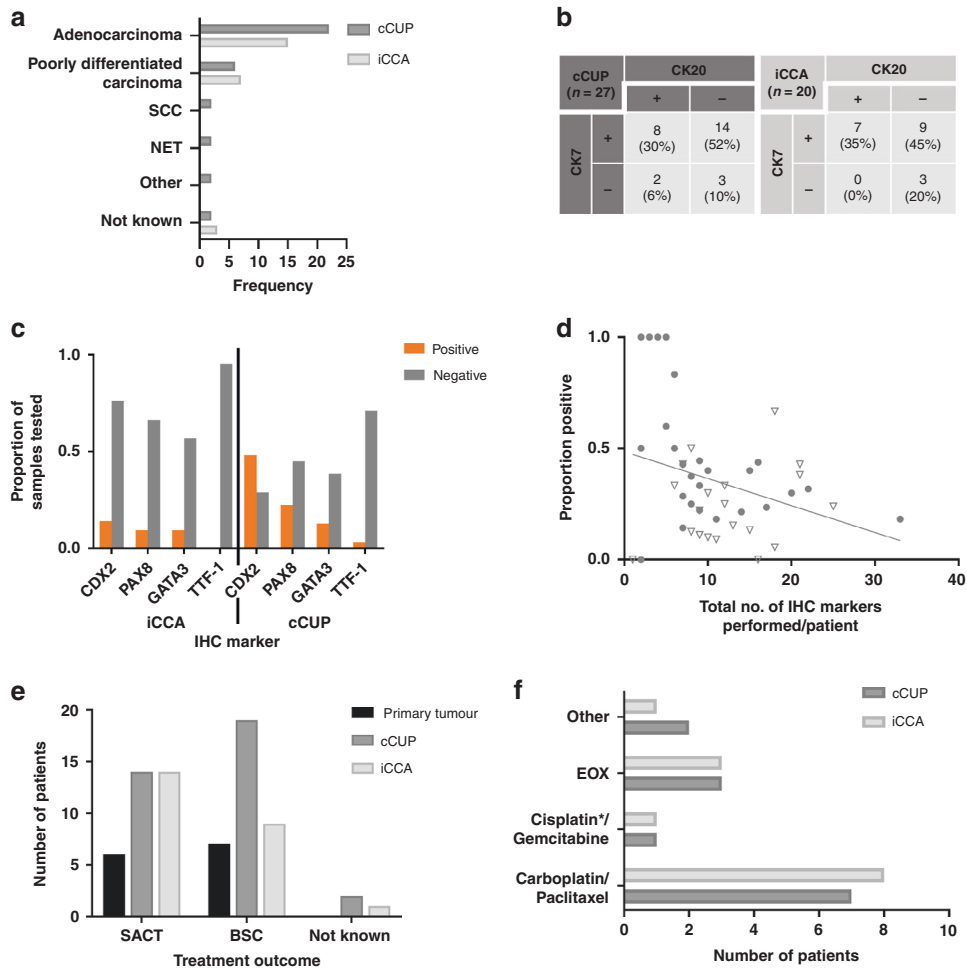 a
Adenocarcinoma
Poorly differentiated
carcinoma
SCC
NET
Other
Not known
0 5 10 15 20 25
Frequency
cCUP
iCCA
b
cCUP
(n = 27)
CK20
+ −
CK7
+
8
(30%)
14
(52%)
−
2
(6%)
3
(10%)
iCCA
(n = 20)
CK20
+ −
CK7
+
7
(35%)
9
(45%)
−
0
(0%)
3
(20%)
c
Positive
Negative
1.0
0.5
0.0
Proportion of
samples tested
CDX2 PAX8 GATA3 TTF-1 CDX2 PAX8 GATA3 TTF-1
iCCA cCUP
IHC marker
d
1.0
0.5
0.0
Proportion positive
0 10 20 30 40
Total no. of IHC markers
performed/patient
e
20
15
10
5
0
Number of patients
Primary tumour
cCUP
iCCA
SACT BSC Not known
Treatment outcome
f
cCUP
iCCA
Other
EOX
Cisplatin*/
Gemcitabine
Carboplatin/
Paclitaxel
0 2 4 6 8 10
Number of patients